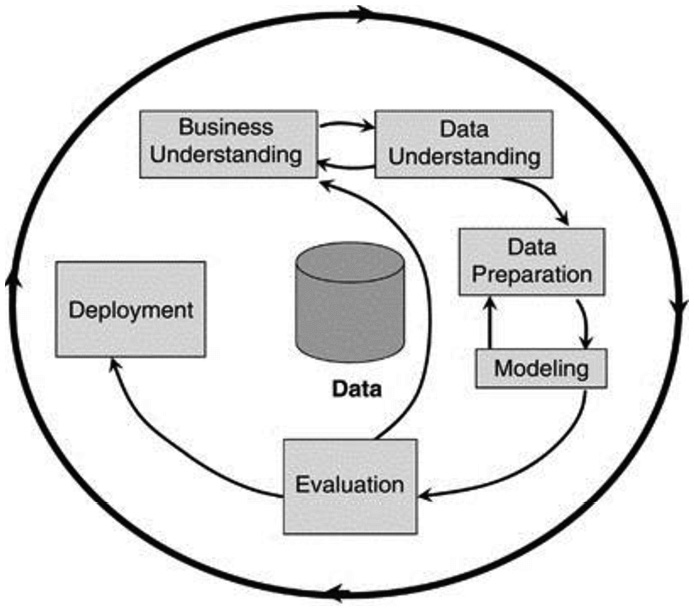 Business
Understanding
Data
Understanding
Data
Preparation
Deployment
Modeling
Data
Evaluation